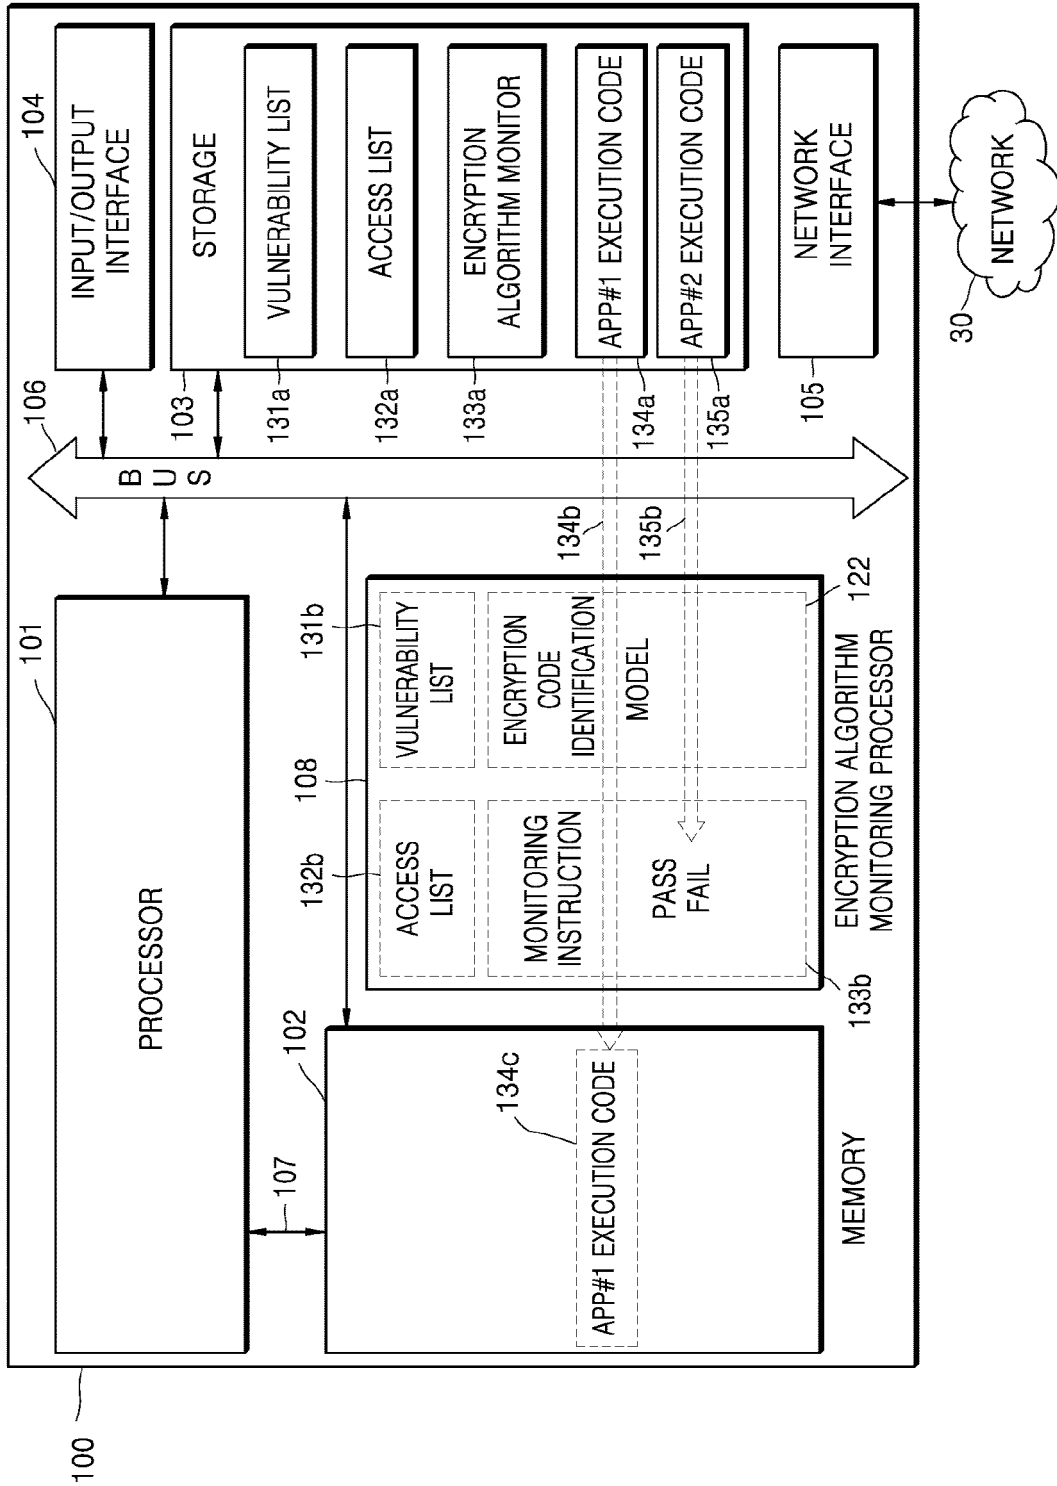 100
101
PROCESSOR
106
B
U
S
104
INPUT/OUTPUT
INTERFACE
103
STORAGE
131a
VULNERABILITY LIST
132a
ACCESS LIST
133a
ENCRYPTION
ALGORITHM MONITOR
134a
APP#1 EXECUTION CODE
135a
APP#2 EXECUTION CODE
105
NETWORK
INTERFACE
30
NETWORK
107
102
134c
APP#1 EXECUTION CODE
MEMORY
108
132b
ACCESS
LIST
131b
VULNERABILITY
LIST
MONITORING
INSTRUCTION
PASS
FAIL
133b
ENCRYPTION
CODE
IDENTIFICATION
MODEL
122
134b
135b
ENCRYPTION ALGORITHM
MONITORING PROCESSOR